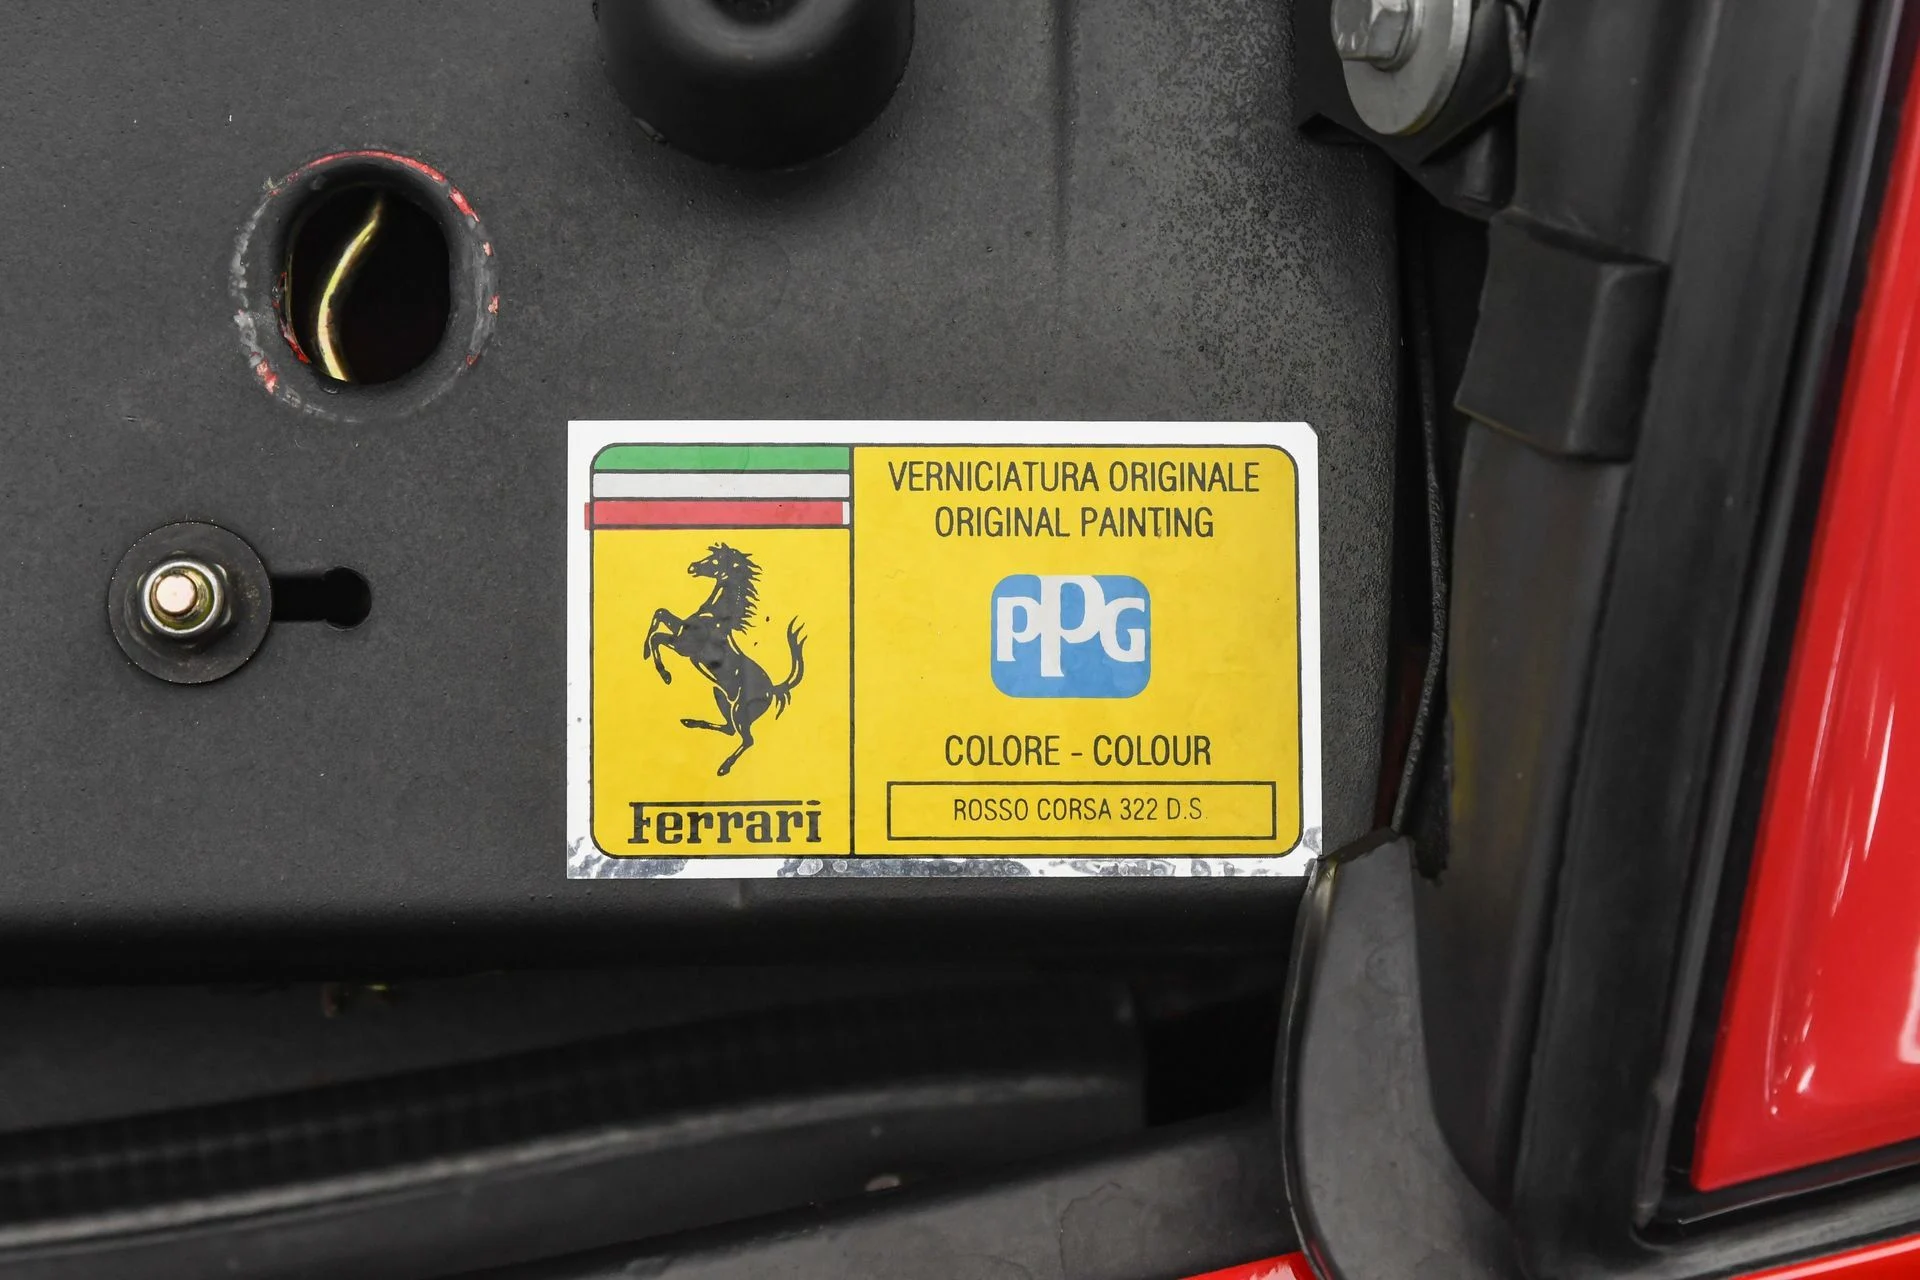 VERNICIATURA ORIGINALE
ORIGINAL PAINTING
PPG
COLORE - COLOUR
ROSSO CORSA 322 D.S.
Ferrari